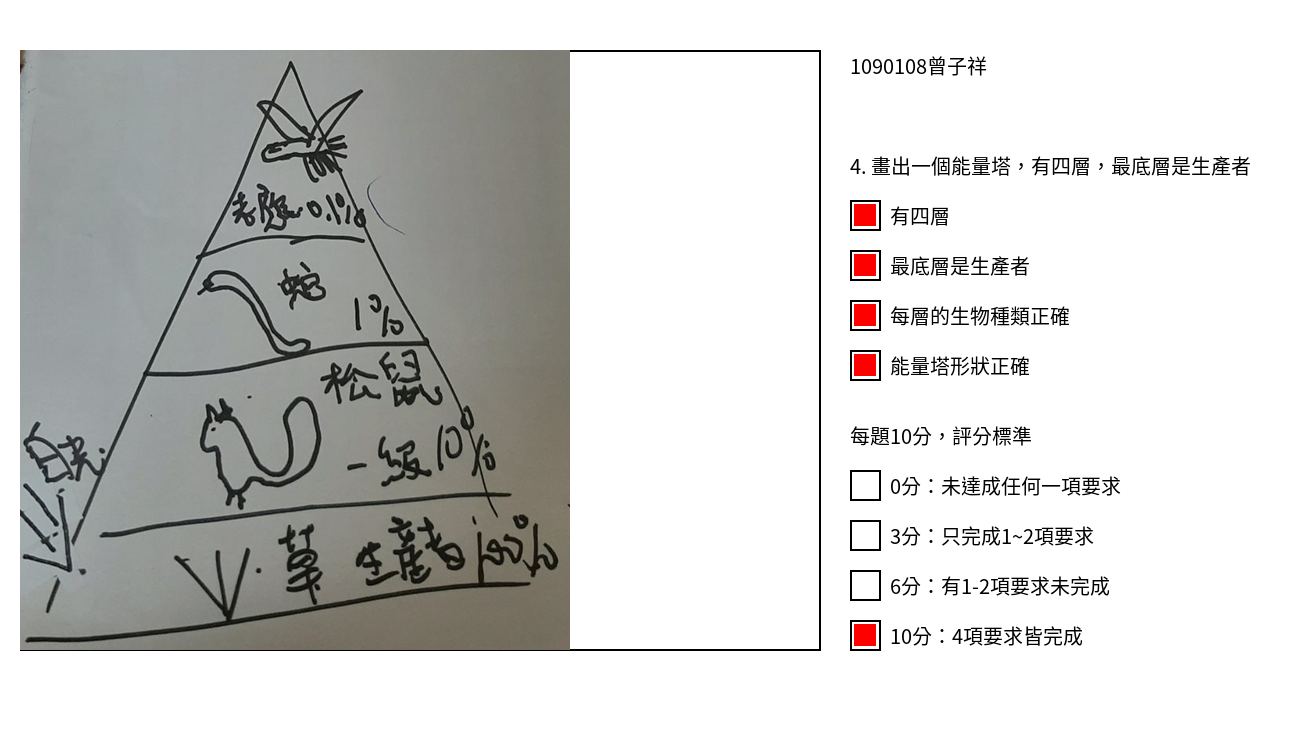 老鷹 0.1%
蛇
1%
松鼠
一級 10%
草 生產者 100%
1090108曾子祥
4. 畫出一個能量塔，有四層，最底層是生產者
有四層
最底層是生產者
每層的生物種類正確
能量塔形狀正確
每題10分，評分標準
0分：未達成任何一項要求
3分：只完成1~2項要求
6分：有1-2項要求未完成
10分：4項要求皆完成